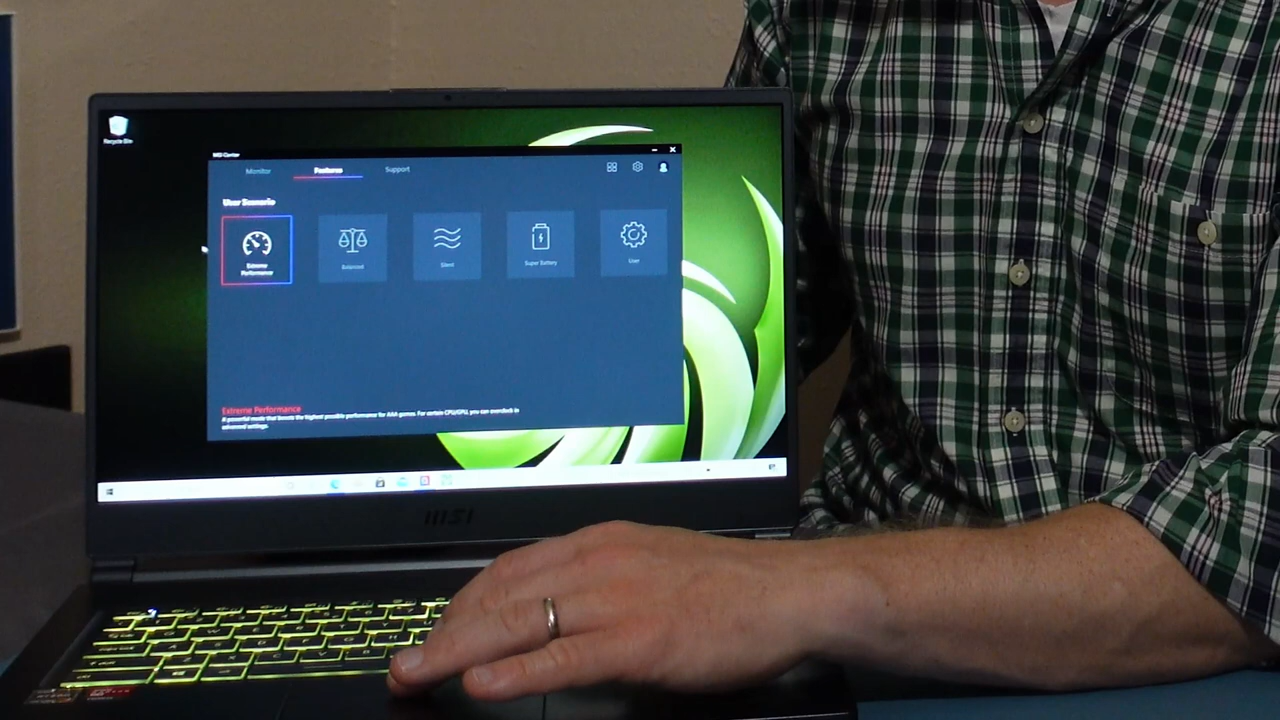 Recycle Bin
MSI Center
Monitor
Features
Support
User Scenario
Extreme
Performance
Balanced
Silent
Super Battery
User
Extreme Performance
A powerful mode that boosts the highest possible performance for AAA games. For certain CPU/GPU, you can overclock in
advanced settings.
msi